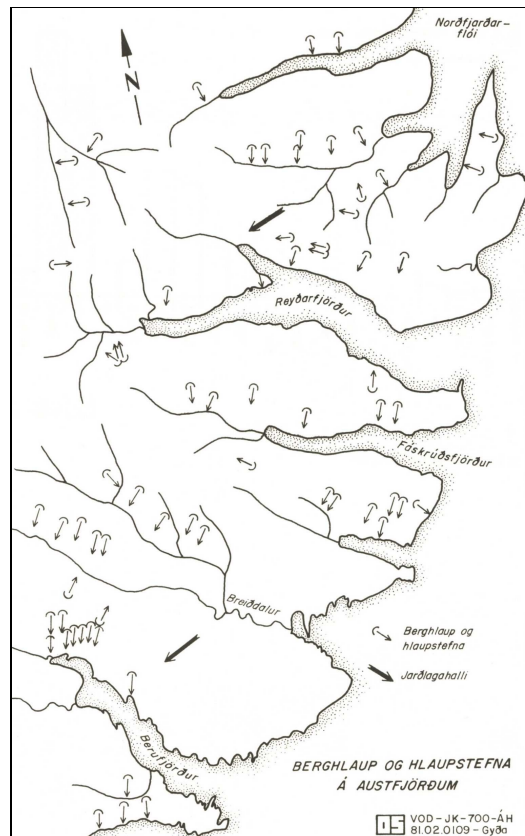 Norðfjarðar-
flói
N
Reyðarfjörður
Fáskrúðsfjörður
Breiðdalur
Berghlaup og
hlaupstefna
Jarðlagahalli
Berufjörður
BERGHLAUP OG HLAUPSTEFNA
Á AUSTFJÖRÐUM
OS VOD-JK-700-ÁH
81.02.0109-Gyða